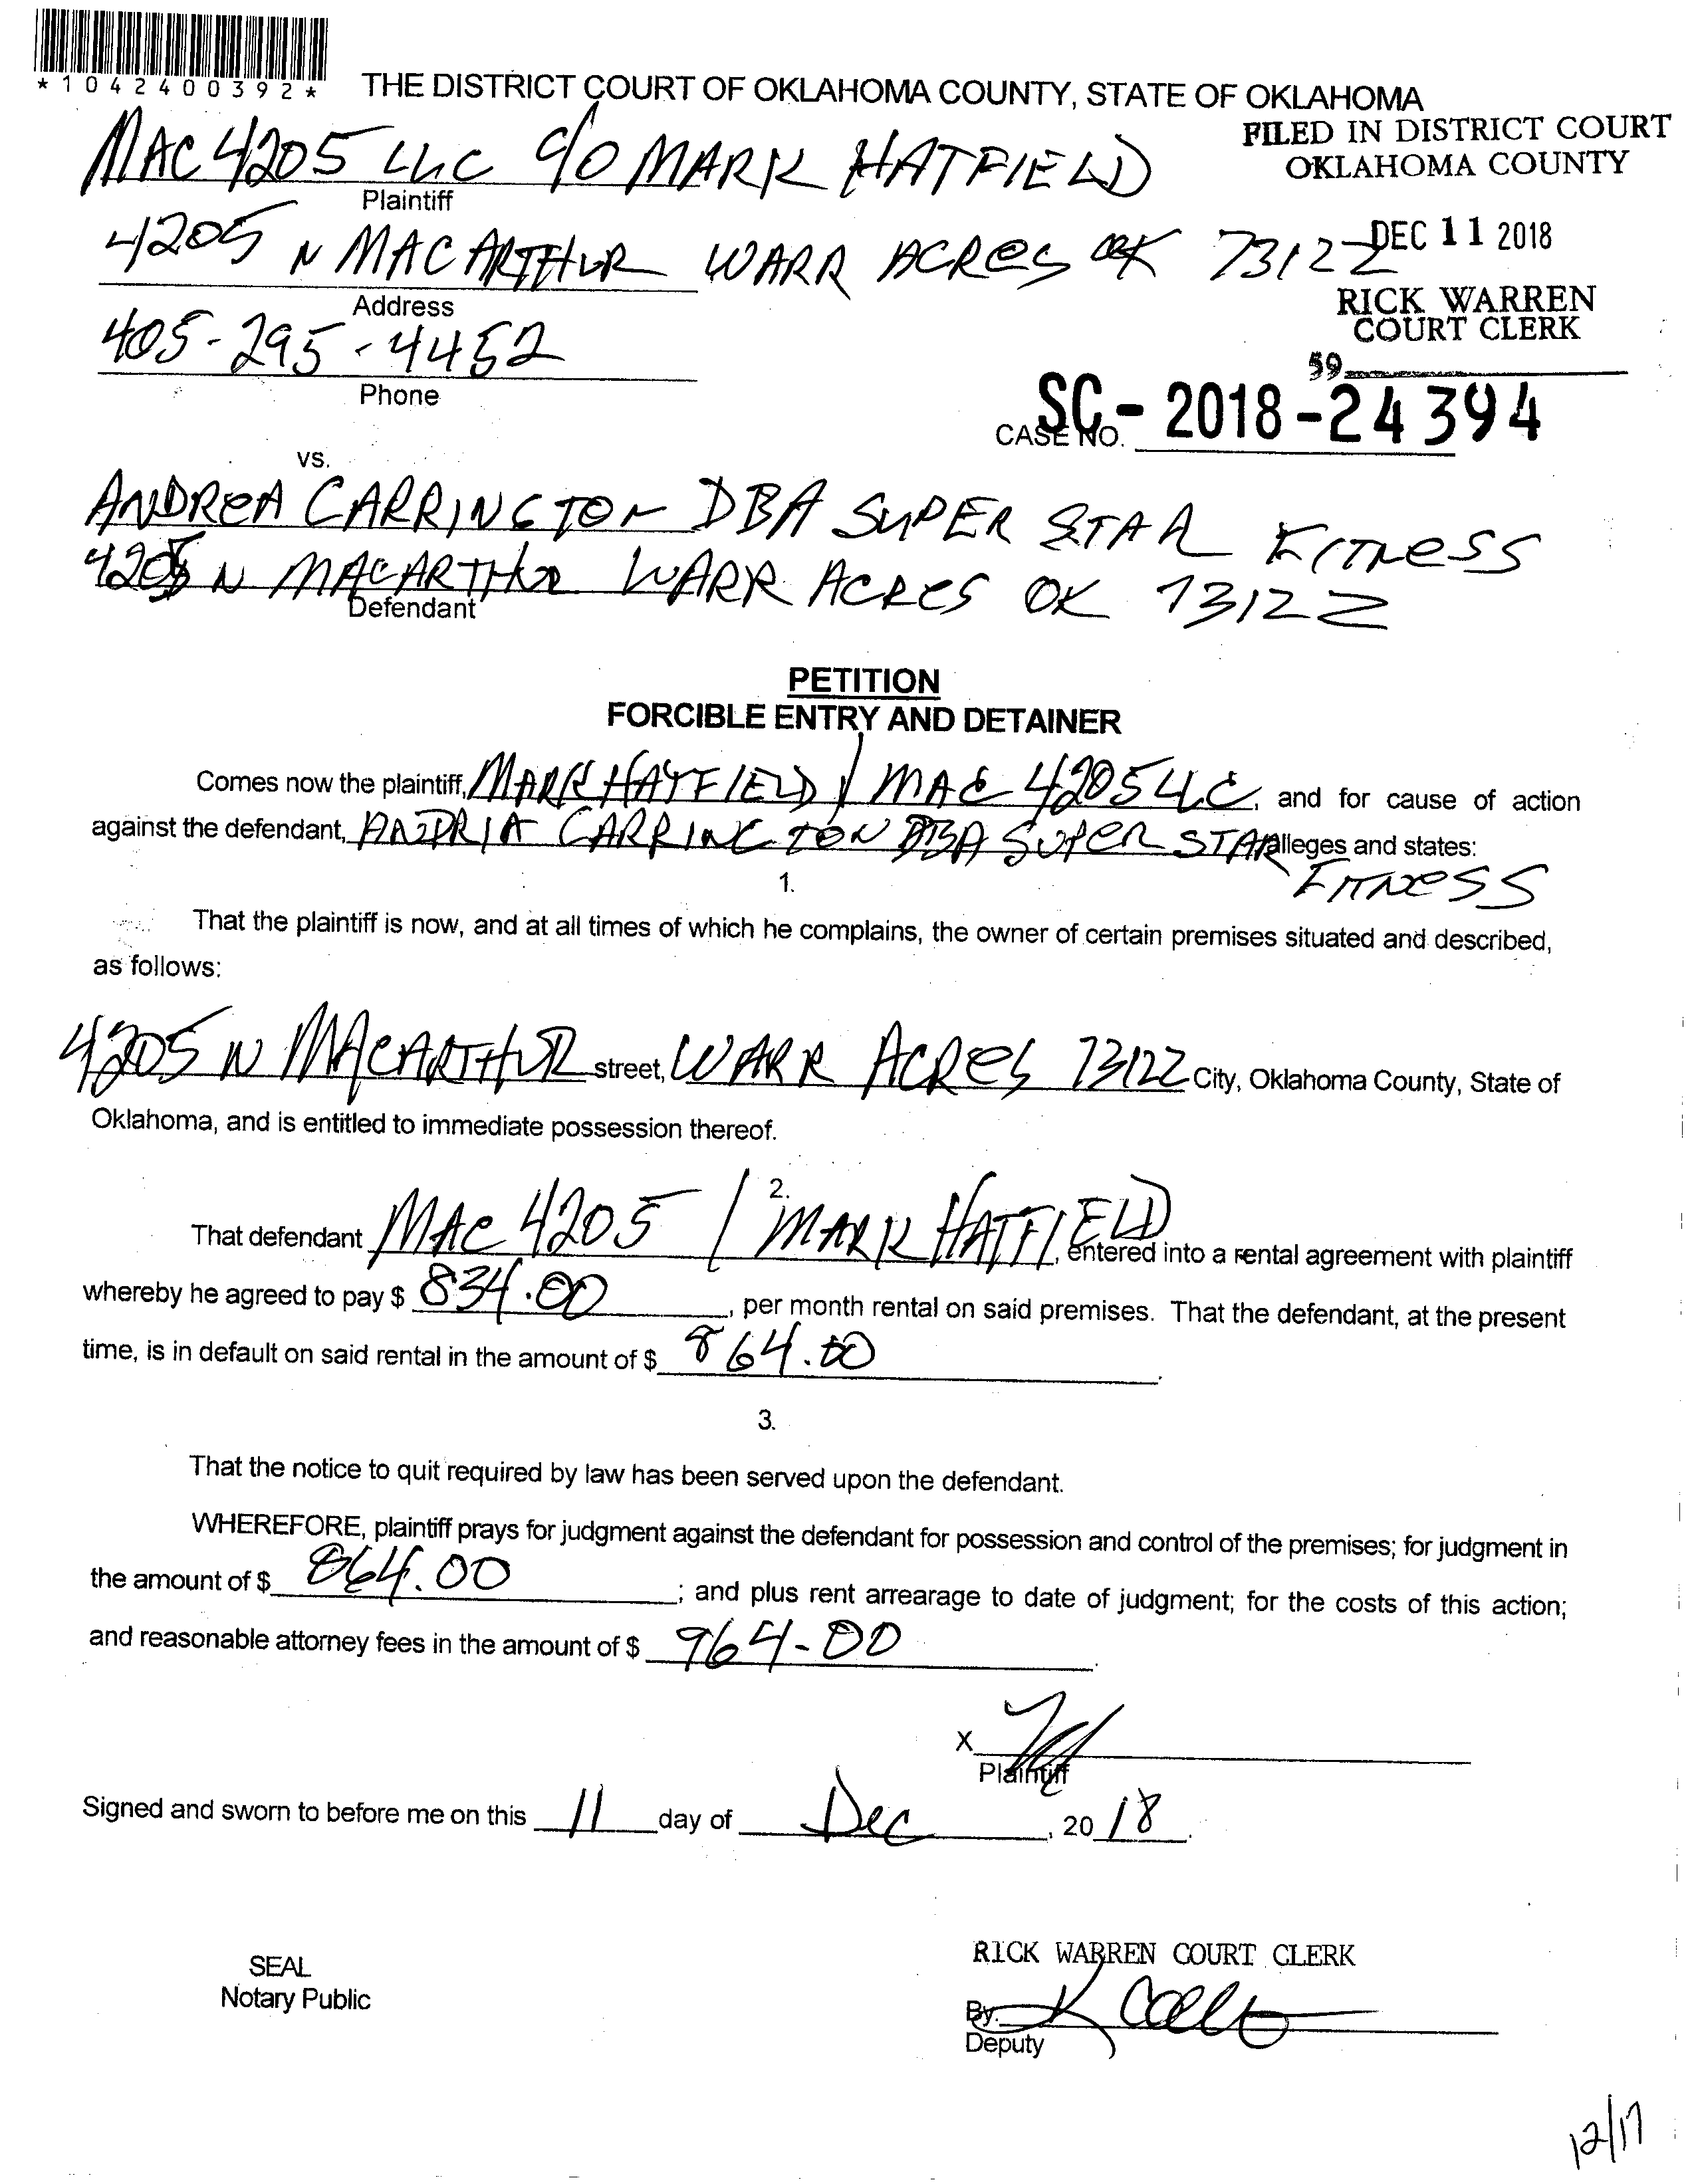 *10424 00392*
THE DISTRICT COURT OF OKLAHOMA COUNTY, STATE OF OKLAHOMA
FILED IN DISTRICT COURT
OKLAHOMA COUNTY
MAC 4205 LLC C/O MARK HATFIELD
Plaintiff
4205 N MACARTHUR WARR ACRES OK 73122
DEC 11 2018
Address
RICK WARREN
COURT CLERK
405-295-4452
59
Phone
CASE NO. SC-2018-24394
VS.
ANDREA CARRINGTON DBA SUPER STAR FITNESS
4205 N MACARTHUR WARR ACRES OK 73122
Defendant
PETITION
FORCIBLE ENTRY AND DETAINER
Comes now the plaintiff, MARK HATFIELD / MAC 4205 LLC, and for cause of action
against the defendant, ANDRIA CARRINGTON DBA SUPER STAR alleges and states:
FITNESS
1.
That the plaintiff is now, and at all times of which he complains, the owner of certain premises situated and described,
as follows:
4205 N MACARTHUR street, WARR ACRES 73122 City, Oklahoma County, State of
Oklahoma, and is entitled to immediate possession thereof.
2.
That defendant MAC 4205 / MARK HATFIELD, entered into a rental agreement with plaintiff
whereby he agreed to pay $ 834.00, per month rental on said premises. That the defendant, at the present
time, is in default on said rental in the amount of $ 864.00.
3.
That the notice to quit required by law has been served upon the defendant.
WHEREFORE, plaintiff prays for judgment against the defendant for possession and control of the premises; for judgment in
the amount of $ 864.00; and plus rent arrearage to date of judgment; for the costs of this action;
and reasonable attorney fees in the amount of $ 964-00.
X
Plaintiff
Signed and sworn to before me on this 11 day of Dec, 20 18.
SEAL
Notary Public
RICK WARREN COURT CLERK
By. K
Deputy
12/17